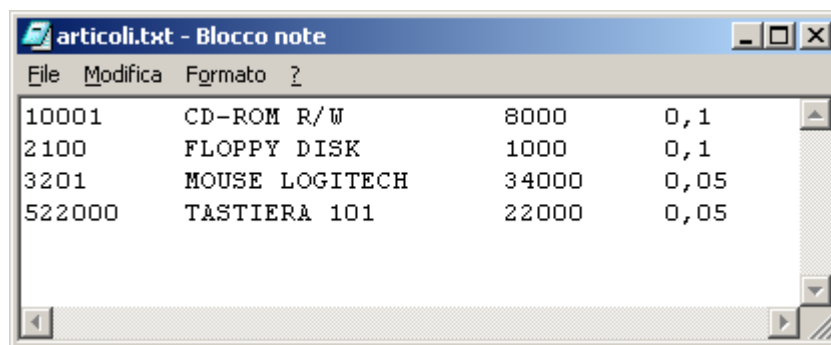 articoli.txt - Blocco note
File Modifica Formato ?
10001 CD-ROM R/W 8000 0,1
2100 FLOPPY DISK 1000 0,1
3201 MOUSE LOGITECH 34000 0,05
522000 TASTIERA 101 22000 0,05